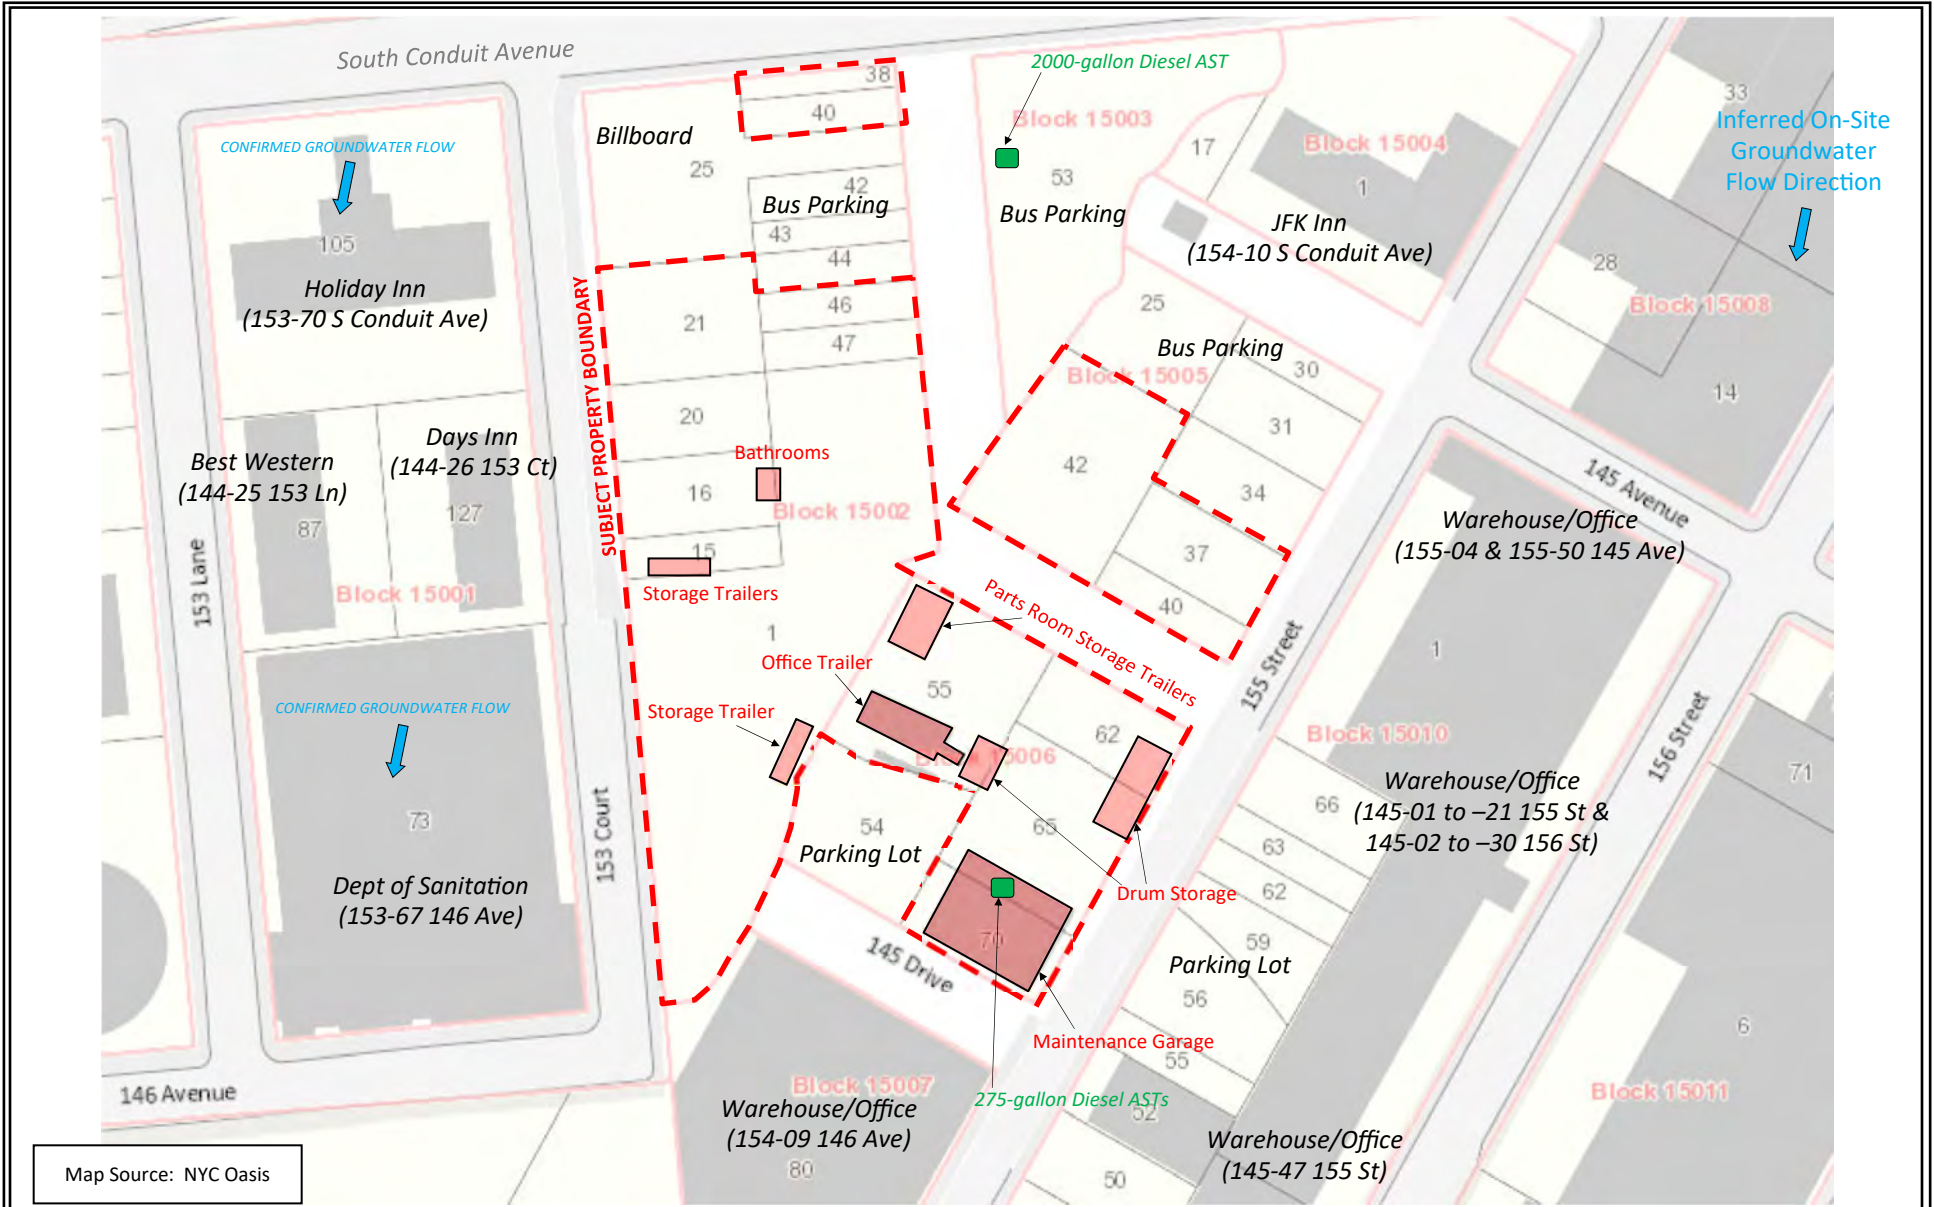 South Conduit Avenue
2000-gallon Diesel AST
38
40
Block 15003
33
Inferred On-Site
Groundwater
Flow Direction
Billboard
25
CONFIRMED GROUNDWATER FLOW
17
Block 15004
1
53
42
Bus Parking
Bus Parking
43
44
JFK Inn
(154-10 S Conduit Ave)
105
Holiday Inn
(153-70 S Conduit Ave)
28
Block 15008
14
SUBJECT PROPERTY BOUNDARY
21
46
47
25
Bus Parking
30
Block 15005
31
34
42
37
40
20
16
15
Bathrooms
Block 15002
Storage Trailers
1
Best Western
(144-25 153 Ln)
87
Days Inn
(144-26 153 Ct)
127
Block 15001
153 Lane
145 Avenue
Warehouse/Office
(155-04 & 155-50 145 Ave)
1
Parts Room Storage Trailers
155 Street
156 Street
Office Trailer
55
Storage Trailer
62
5006
CONFIRMED GROUNDWATER FLOW
73
Dept of Sanitation
(153-67 146 Ave)
153 Court
54
Parking Lot
65
70
Drum Storage
Block 15010
Warehouse/Office
(145-01 to –21 155 St &
145-02 to –30 156 St)
71
66
63
62
59
Parking Lot
56
55
52
50
6
Block 15011
145 Drive
Maintenance Garage
275-gallon Diesel ASTs
146 Avenue
Block 15007
Warehouse/Office
(154-09 146 Ave)
80
Warehouse/Office
(145-47 155 St)
Map Source: NYC Oasis